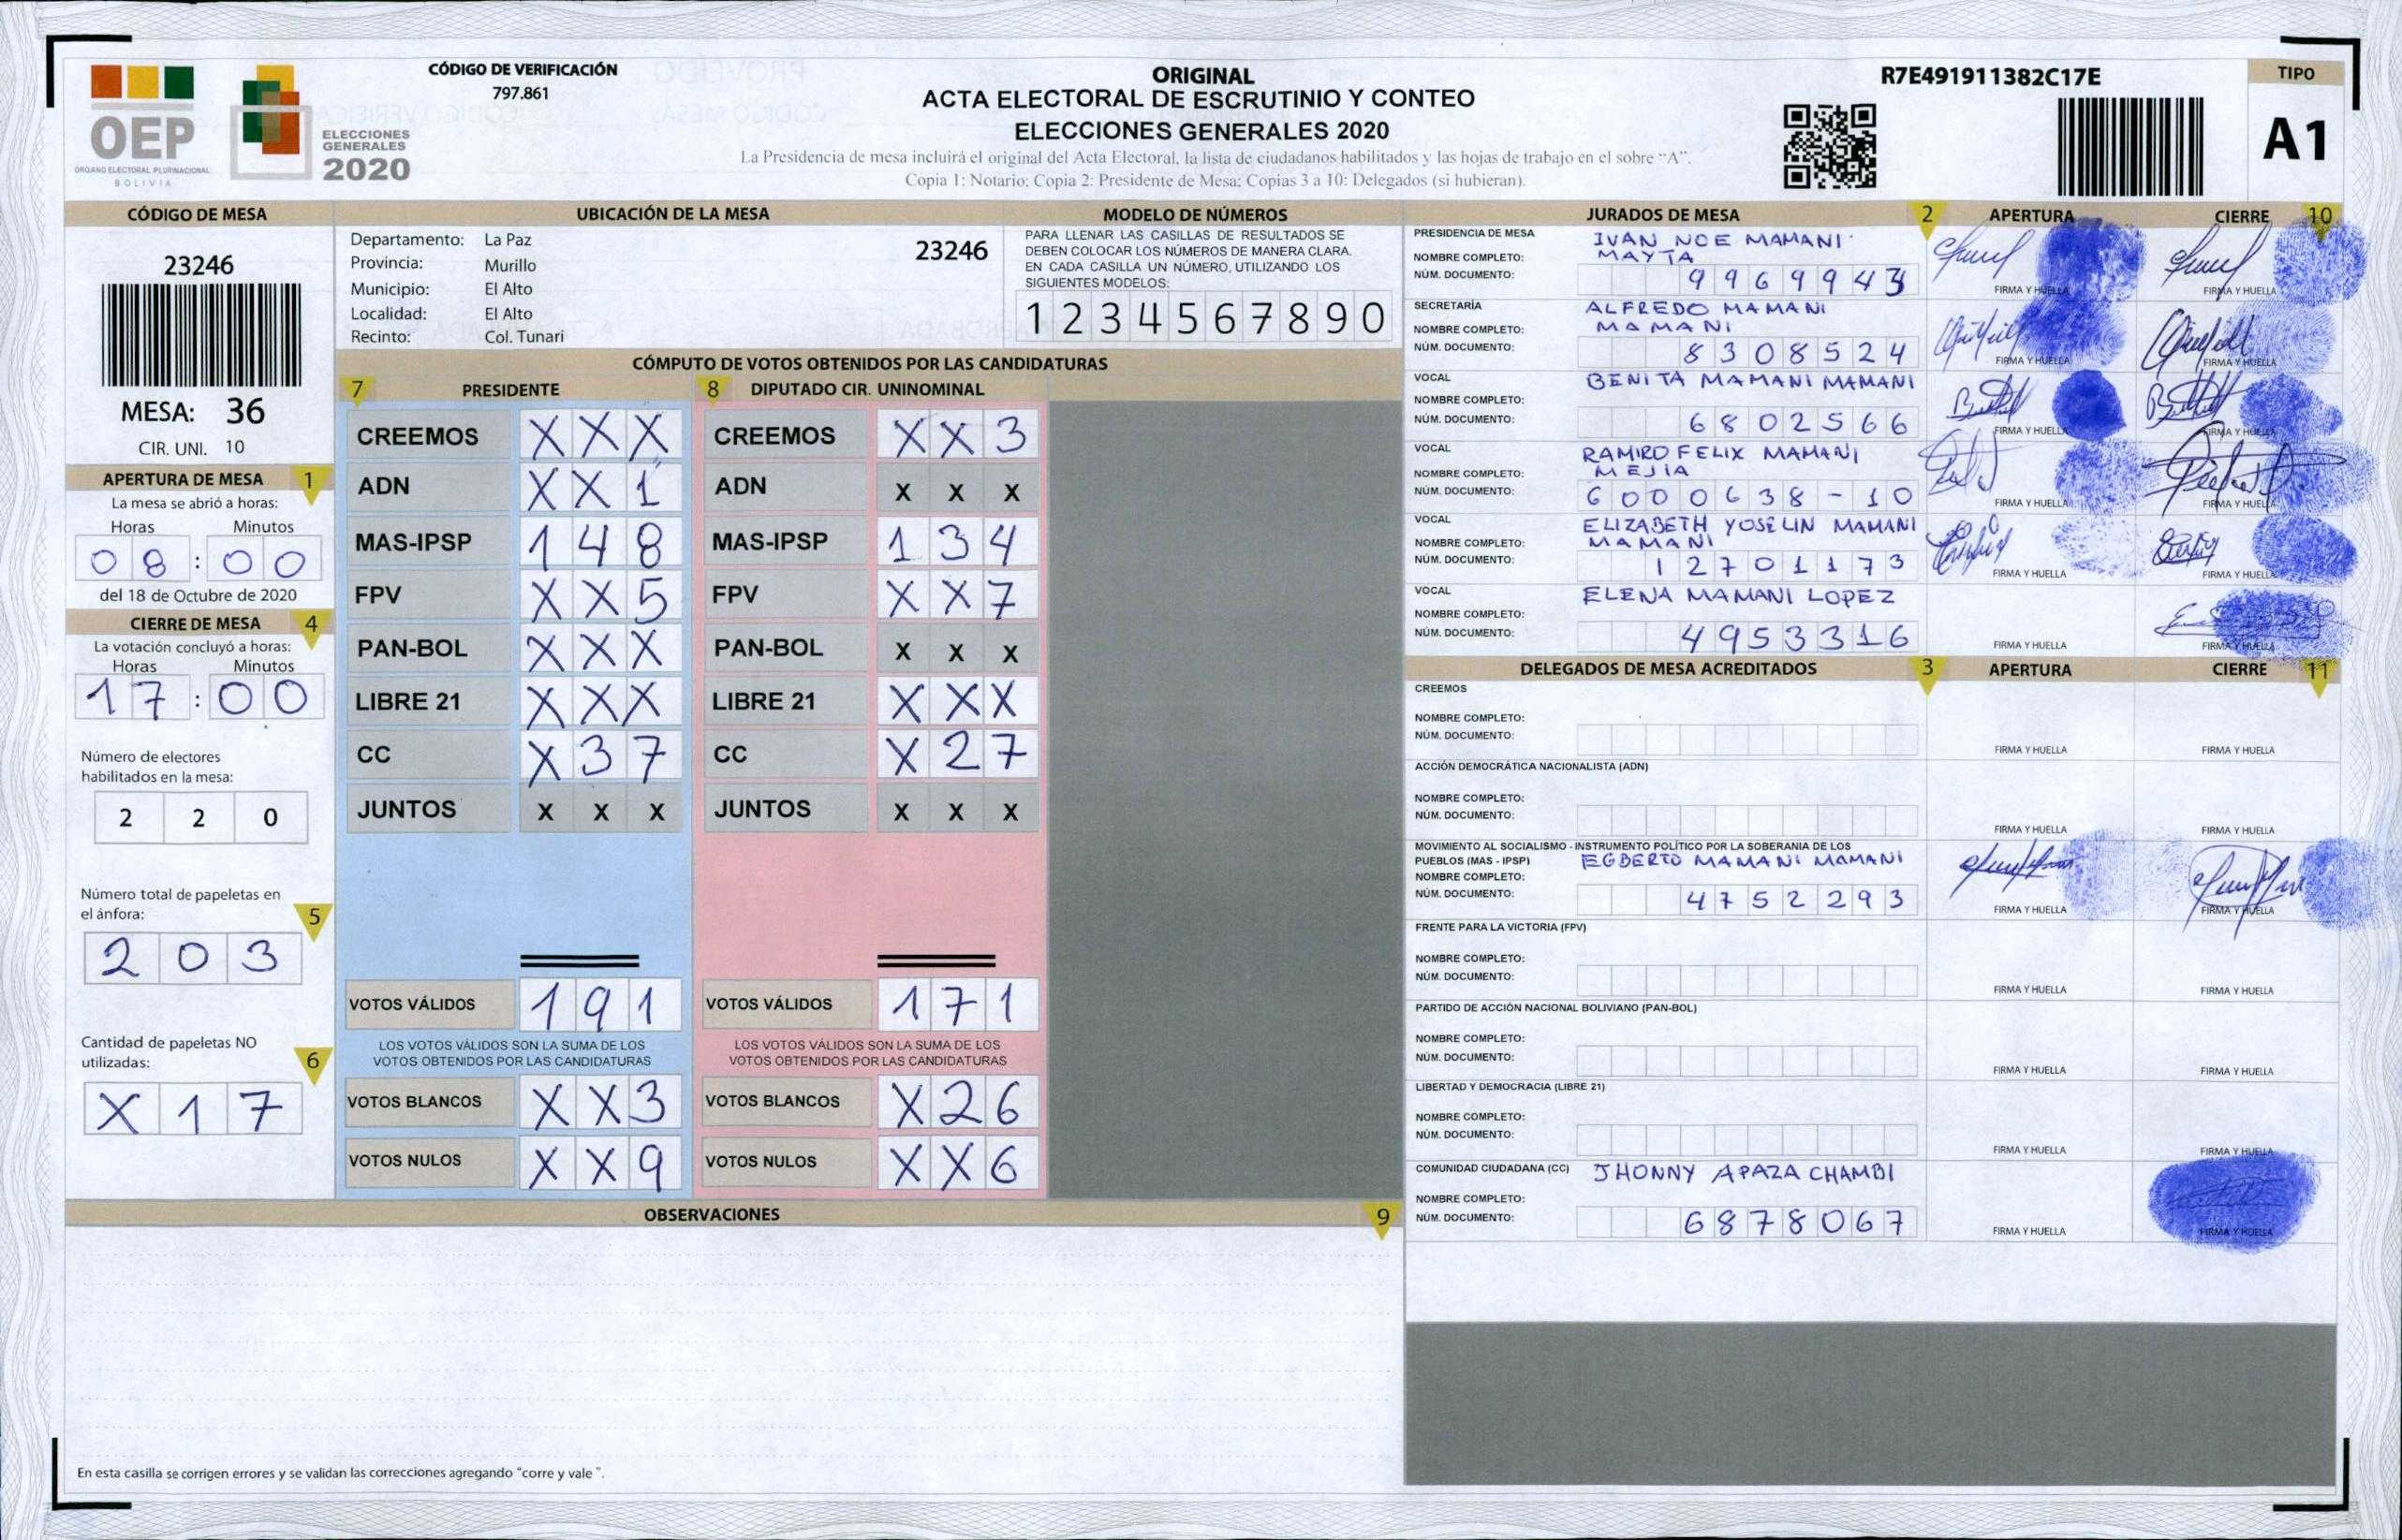 CÓDIGO DE VERIFICACIÓN
797.861
OEP
ORGANO ELECTORAL PLURINACIONAL
BOLIVIA
ELECCIONES
GENERALES
2020
ORIGINAL
ACTA ELECTORAL DE ESCRUTINIO Y CONTEO
ELECCIONES GENERALES 2020
La Presidencia de mesa incluirá el original del Acta Electoral, la lista de ciudadanos habilitados y las hojas de trabajo en el sobre "A".
Copia 1: Notario; Copia 2: Presidente de Mesa; Copias 3 a 10: Delegados (si hubieran).
R7E491911382C17E
TIPO
A1
CÓDIGO DE MESA
23246
MESA: 36
CIR. UNI. 10
APERTURA DE MESA 1
La mesa se abrió a horas:
Horas Minutos
08:00
del 18 de Octubre de 2020
CIERRE DE MESA 4
La votación concluyó a horas:
Horas Minutos
17:00
Número de electores
habilitados en la mesa:
2 2 0
Número total de papeletas en
el ánfora: 5
2 0 3
Cantidad de papeletas NO
utilizadas: 6
X 1 7
UBICACIÓN DE LA MESA
Departamento: La Paz 23246
Provincia: Murillo
Municipio: El Alto
Localidad: El Alto
Recinto: Col. Tunari
MODELO DE NÚMEROS
PARA LLENAR LAS CASILLAS DE RESULTADOS SE
DEBEN COLOCAR LOS NÚMEROS DE MANERA CLARA.
EN CADA CASILLA UN NÚMERO, UTILIZANDO LOS
SIGUIENTES MODELOS:
1 2 3 4 5 6 7 8 9 0
CÓMPUTO DE VOTOS OBTENIDOS POR LAS CANDIDATURAS
7 PRESIDENTE
CREEMOS X X X
ADN X X 1
MAS-IPSP 1 4 8
FPV X X 5
PAN-BOL X X X
LIBRE 21 X X X
CC X 3 7
JUNTOS X X X
VOTOS VÁLIDOS 1 9 1
LOS VOTOS VÁLIDOS SON LA SUMA DE LOS
VOTOS OBTENIDOS POR LAS CANDIDATURAS
VOTOS BLANCOS X X 3
VOTOS NULOS X X 9
8 DIPUTADO CIR. UNINOMINAL
CREEMOS X X 3
ADN X X X
MAS-IPSP 1 3 4
FPV X X 7
PAN-BOL X X X
LIBRE 21 X X X
CC X 2 7
JUNTOS X X X
VOTOS VÁLIDOS 1 7 1
LOS VOTOS VÁLIDOS SON LA SUMA DE LOS
VOTOS OBTENIDOS POR LAS CANDIDATURAS
VOTOS BLANCOS X 2 6
VOTOS NULOS X X 6
OBSERVACIONES 9
En esta casilla se corrigen errores y se validan las correcciones agregando "corre y vale ".
JURADOS DE MESA 2 APERTURA CIERRE 10
PRESIDENCIA DE MESA IVAN NOE MAMANI
NOMBRE COMPLETO: MAYTA
NÚM. DOCUMENTO: 9969943
FIRMA Y HUELLA FIRMA Y HUELLA
SECRETARÍA ALFREDO MAMANI
NOMBRE COMPLETO: MAMANI
NÚM. DOCUMENTO: 8308524
FIRMA Y HUELLA FIRMA Y HUELLA
VOCAL BENITA MAMANI MAMANI
NOMBRE COMPLETO:
NÚM. DOCUMENTO: 6802566
FIRMA Y HUELLA FIRMA Y HUELLA
VOCAL RAMIRO FELIX MAMANI
NOMBRE COMPLETO: MEJIA
NÚM. DOCUMENTO: 6000638-10
FIRMA Y HUELLA FIRMA Y HUELLA
VOCAL ELIZABETH YOSELIN MAMANI
NOMBRE COMPLETO: MAMANI
NÚM. DOCUMENTO: 12701173
FIRMA Y HUELLA FIRMA Y HUELLA
VOCAL ELENA MAMANI LOPEZ
NOMBRE COMPLETO:
NÚM. DOCUMENTO: 4953316
FIRMA Y HUELLA FIRMA Y HUELLA
DELEGADOS DE MESA ACREDITADOS 3 APERTURA CIERRE 11
CREEMOS
NOMBRE COMPLETO:
NÚM. DOCUMENTO:
FIRMA Y HUELLA FIRMA Y HUELLA
ACCIÓN DEMOCRÁTICA NACIONALISTA (ADN)
NOMBRE COMPLETO:
NÚM. DOCUMENTO:
FIRMA Y HUELLA FIRMA Y HUELLA
MOVIMIENTO AL SOCIALISMO - INSTRUMENTO POLÍTICO POR LA SOBERANIA DE LOS
PUEBLOS (MAS - IPSP) EGBERTO MAMANI MAMANI
NOMBRE COMPLETO:
NÚM. DOCUMENTO: 4752293
FIRMA Y HUELLA FIRMA Y HUELLA
FRENTE PARA LA VICTORIA (FPV)
NOMBRE COMPLETO:
NÚM. DOCUMENTO:
FIRMA Y HUELLA FIRMA Y HUELLA
PARTIDO DE ACCIÓN NACIONAL BOLIVIANO (PAN-BOL)
NOMBRE COMPLETO:
NÚM. DOCUMENTO:
FIRMA Y HUELLA FIRMA Y HUELLA
LIBERTAD Y DEMOCRACIA (LIBRE 21)
NOMBRE COMPLETO:
NÚM. DOCUMENTO:
FIRMA Y HUELLA FIRMA Y HUELLA
COMUNIDAD CIUDADANA (CC) JHONNY APAZA CHAMBI
NOMBRE COMPLETO:
NÚM. DOCUMENTO: 6878067
FIRMA Y HUELLA FIRMA Y HUELLA